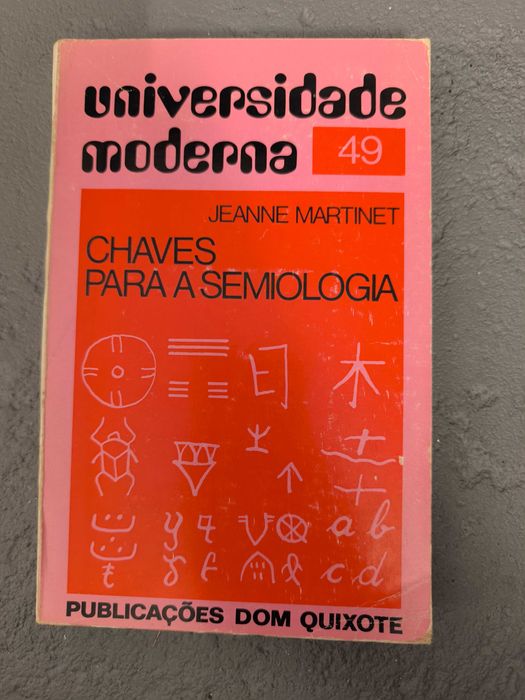 universidade
moderna 49
JEANNE MARTINET
CHAVES
PARA A SEMIOLOGIA
a b
c d
PUBLICAÇÕES DOM QUIXOTE